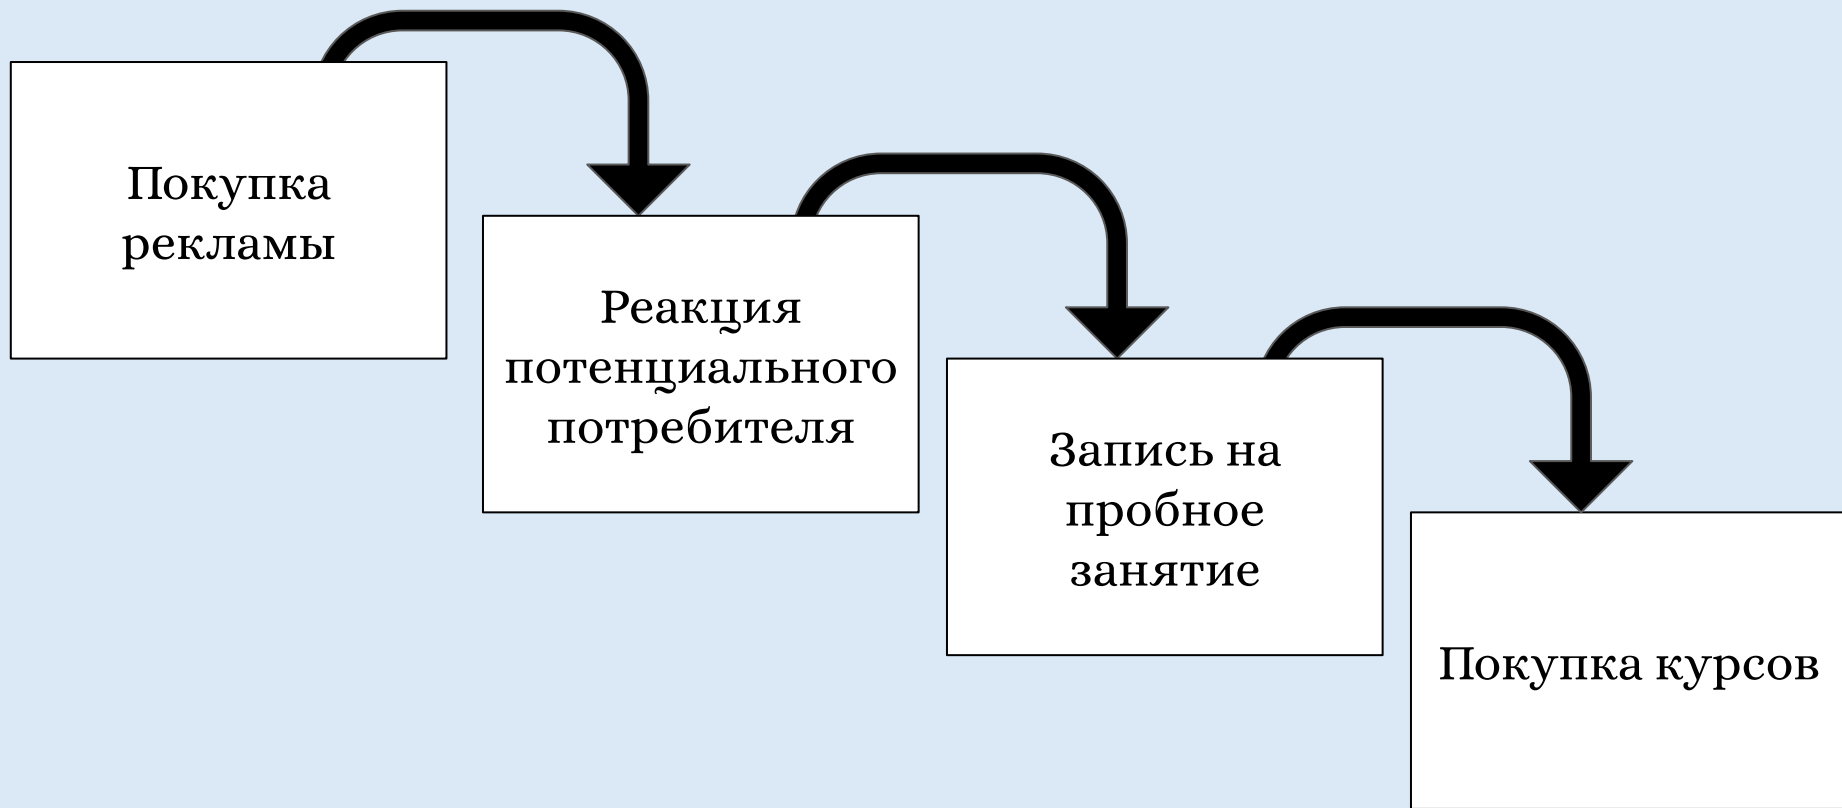 Покупка
рекламы
Реакция
потенциального
потребителя
Запись на
пробное
занятие
Покупка курсов